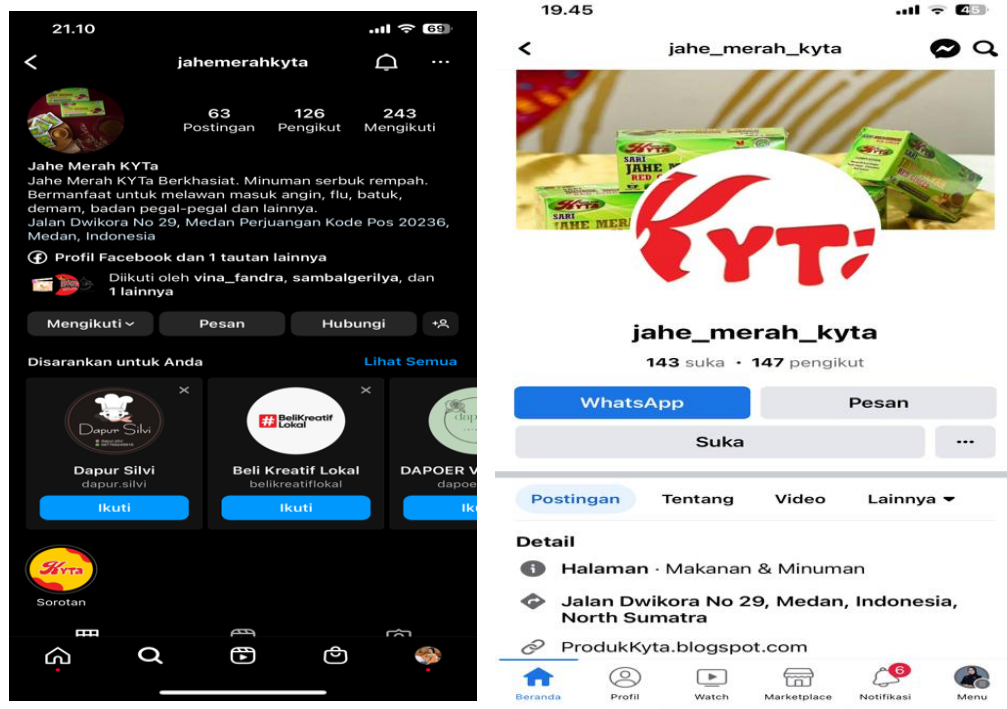 21.10
69
jahemerahkyta
63 126 243
Postingan Pengikut Mengikuti
Jahe Merah KYTa
Jahe Merah KYTa Berkhasiat. Minuman serbuk rempah.
Bermanfaat untuk melawan masuk angin, flu, batuk,
demam, badan pegal-pegal dan lainnya.
Jalan Dwikora No 29, Medan Perjuangan Kode Pos 20236,
Medan, Indonesia
Profil Facebook dan 1 tautan lainnya
Diikuti oleh vina_fandra, sambalgerilya, dan
1 lainnya
Mengikuti Pesan Hubungi
Disarankan untuk Anda Lihat Semua
Dapur Silvi
#BeliKreatif
Lokal
Dapur Silvi Beli Kreatif Lokal DAPOER V
dapur.silvi belikreatiflokal dapoe
Ikuti Ikuti
KYTa
Sorotan
19.45
45
jahe_merah_kyta
KYTa
SARI
JAHE
RED
SARI
JAHE MER
KYTa
jahe_merah_kyta
143 suka • 147 pengikut
WhatsApp Pesan
Suka
Postingan Tentang Video Lainnya
Detail
Halaman · Makanan & Minuman
Jalan Dwikora No 29, Medan, Indonesia,
North Sumatra
ProdukKyta.blogspot.com
6
Beranda Profil Watch Marketplace Notifikasi Menu